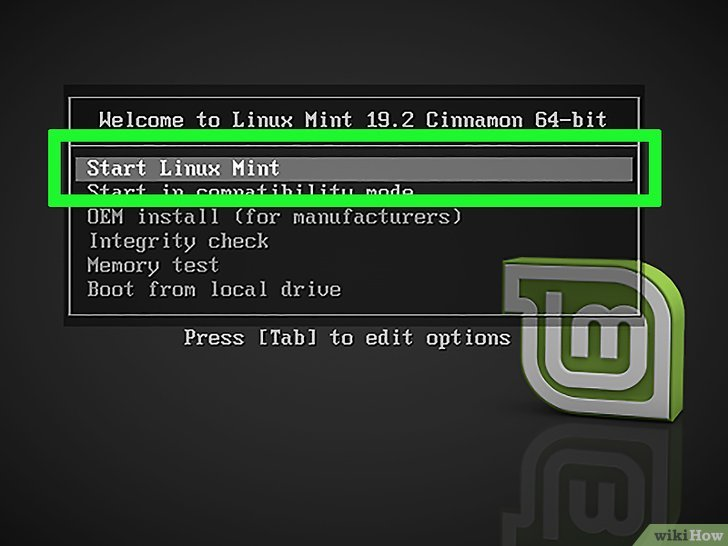 Welcome to Linux Mint 19.2 Cinnamon 64-bit
Start Linux Mint
Start in compatibility mode
OEM install (for manufacturers)
Integrity check
Memory test
Boot from local drive
Press [Tab] to edit options
lm
wikiHow